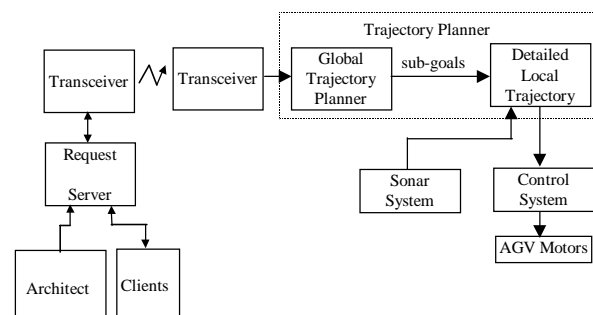 Trajectory Planner
Transceiver
Transceiver
Global
Trajectory
Planner
sub-goals
Detailed
Local
Trajectory
Request
Server
Sonar
System
Control
System
AGV Motors
Architect
Clients